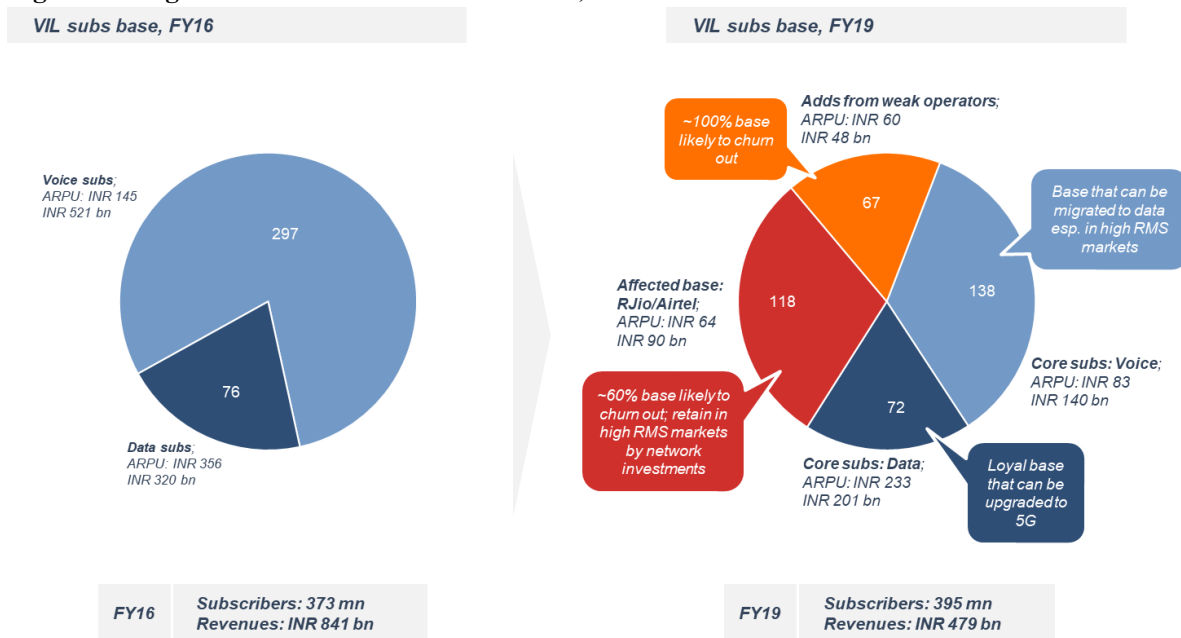 VIL subs base, FY16
VIL subs base, FY19
Voice subs;
ARPU: INR 145
INR 521 bn
297
76
Data subs;
ARPU: INR 356
INR 320 bn
~100% base
likely to churn
out
Adds from weak operators;
ARPU: INR 60
INR 48 bn
67
Base that can be
migrated to data
esp. in high RMS
markets
138
Affected base:
RJio/Airtel;
ARPU: INR 64
INR 90 bn
118
Core subs: Voice;
ARPU: INR 83
INR 140 bn
~60% base likely to
churn out; retain in
high RMS markets
by network
investments
72
Core subs: Data;
ARPU: INR 233
INR 201 bn
Loyal base
that can be
upgraded to
5G
FY16
Subscribers: 373 mn
Revenues: INR 841 bn
FY19
Subscribers: 395 mn
Revenues: INR 479 bn